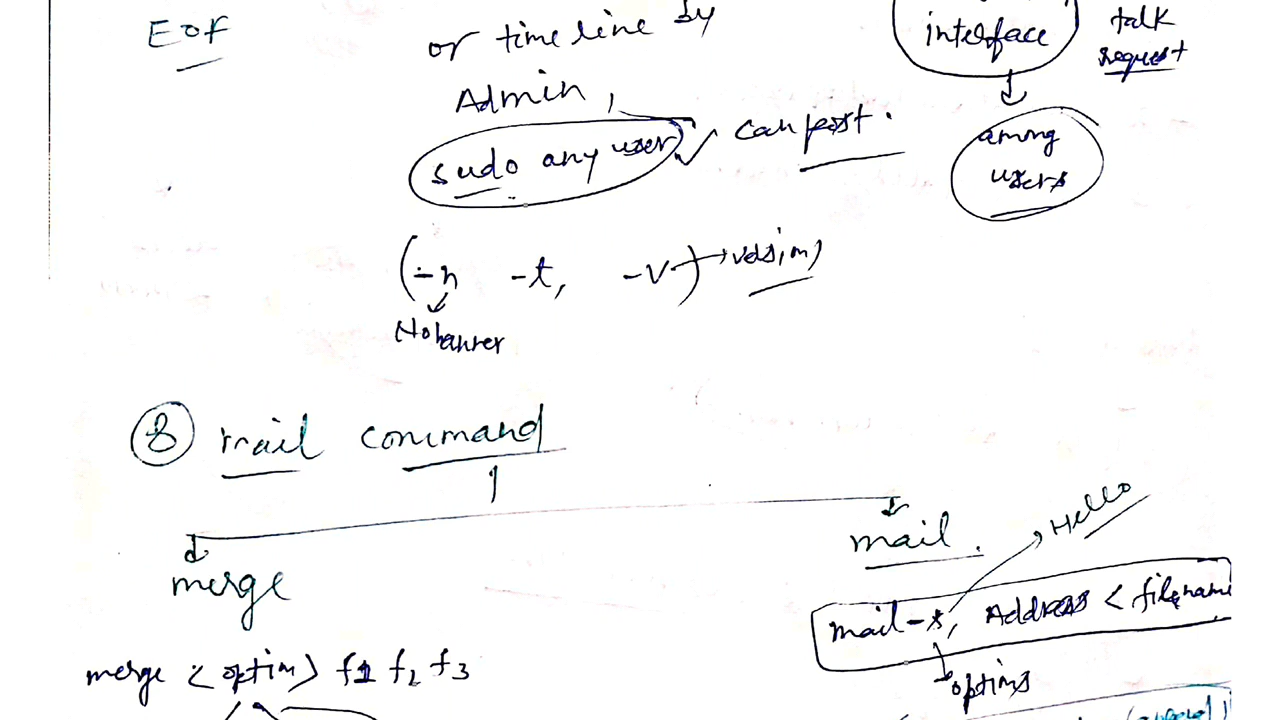 EOF
or time line by
Admin,
sudo any user ✓ can post.
interface
talk
request
among
users
(-n -t, -v) → version)
No banner
⑧ mail command
merge
mail.
Hello
mail -s, Address < filename
options
merge <option> f1 f2 f3